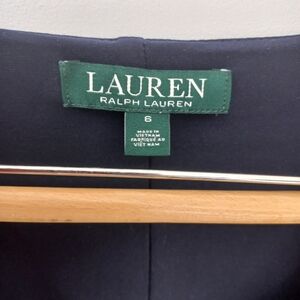 LAUREN
RALPH LAUREN
6
MADE IN
VIETNAM
FABRIQUÉ AU
VIET NAM